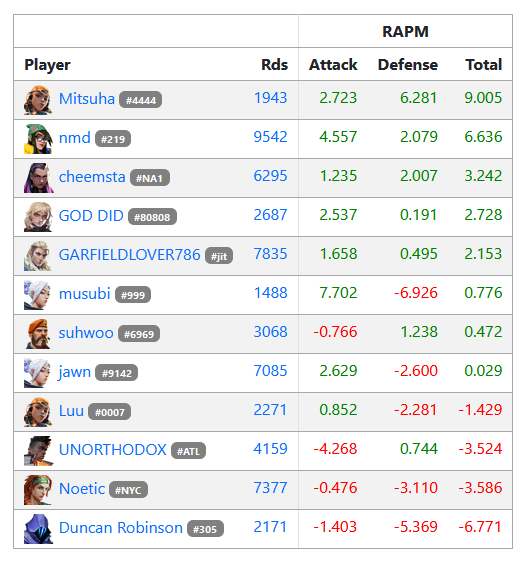 RAPM
Player Rds Attack Defense Total
Mitsuha #4444 1943 2.723 6.281 9.005
nmd #219 9542 4.557 2.079 6.636
cheemsta #NA1 6295 1.235 2.007 3.242
GOD DID #80808 2687 2.537 0.191 2.728
GARFIELDLOVER786 #jit 7835 1.658 0.495 2.153
musubi #999 1488 7.702 -6.926 0.776
suhwoo #6969 3068 -0.766 1.238 0.472
jawn #9142 7085 2.629 -2.600 0.029
Luu #0007 2271 0.852 -2.281 -1.429
UNORTHODOX #ATL 4159 -4.268 0.744 -3.524
Noetic #NYC 7377 -0.476 -3.110 -3.586
Duncan Robinson #305 2171 -1.403 -5.369 -6.771